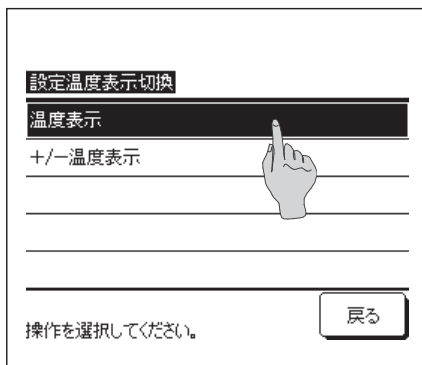 設定温度表示切換
温度表示
+/−温度表示
操作を選択してください。
戻る